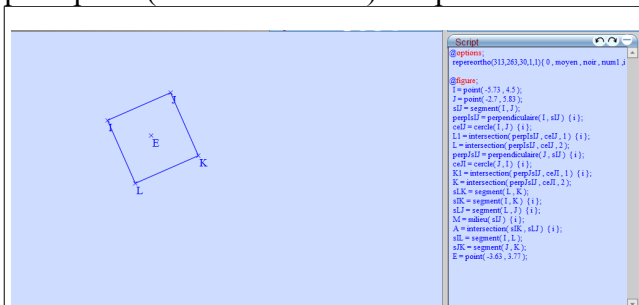 I
J
E
K
L
Script
@options;
repereortho(313,263,30,1,1){ 0 , moyen , noir , num1 ,i
@figure;
I = point( -5.73 , 4.5 );
J = point( -2.7 , 5.83 );
sIJ = segment( I , J );
perpIsIJ = perpendiculaire( I , sIJ ) { i };
ceIJ = cercle( I , J ) { i };
L1 = intersection( perpIsIJ , ceIJ , 1 ) { i };
L = intersection( perpIsIJ , ceIJ , 2 );
perpJsIJ = perpendiculaire( J , sIJ ) { i };
ceJI = cercle( J , I ) { i };
K1 = intersection( perpJsIJ , ceJI , 1 ) { i };
K = intersection( perpJsIJ , ceJI , 2 );
sLK = segment( L , K );
sIK = segment( I , K ) { i };
sLJ = segment( L , J ) { i };
M = milieu( sIJ ) { i };
A = intersection( sIK , sLJ ) { i };
sIL = segment( I , L );
sJK = segment( J , K );
E = point( -3.63 , 3.77 );